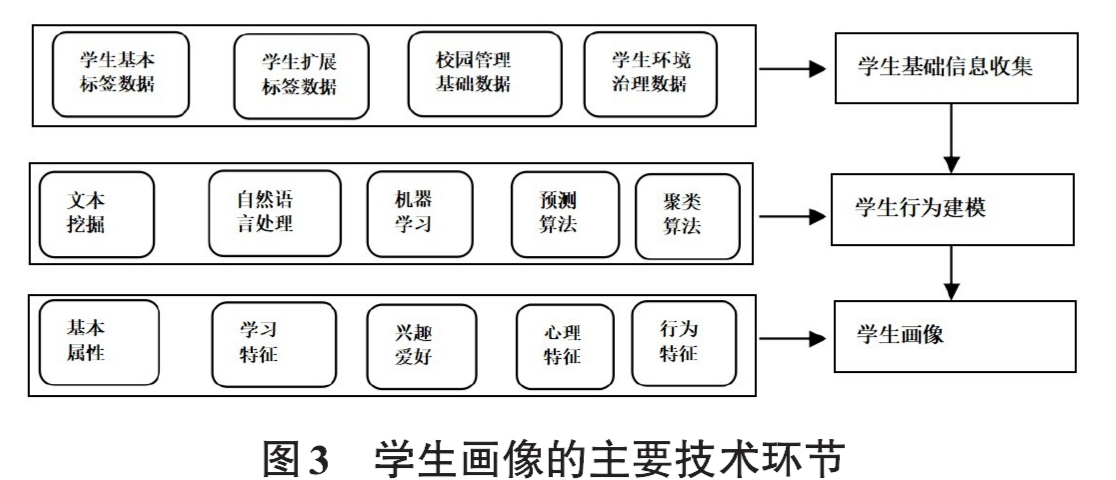 学生基本
标签数据
学生扩展
标签数据
校园管理
基础数据
学生环境
治理数据
学生基础信息收集
文本
挖掘
自然语
言处理
机器
学习
预测
算法
聚类
算法
学生行为建模
基本
属性
学习
特征
兴趣
爱好
心理
特征
行为
特征
学生画像
图3 学生画像的主要技术环节